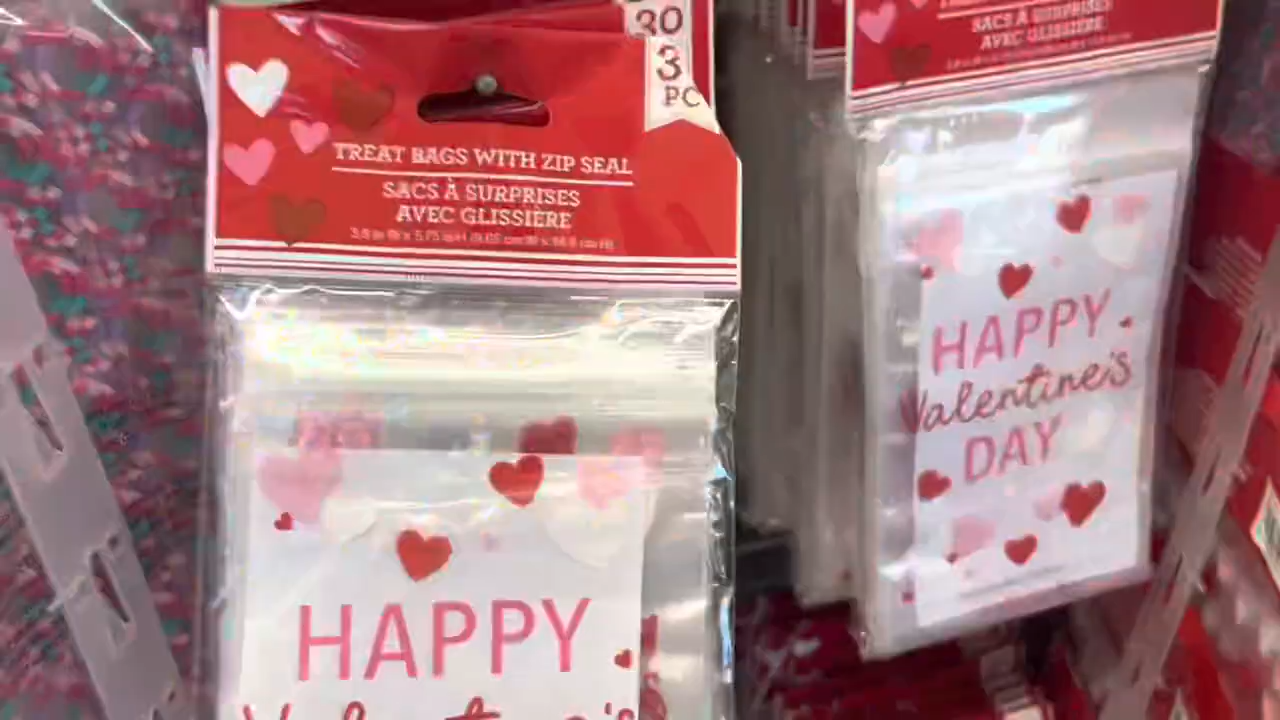 30
3
PC
TREAT BAGS WITH ZIP SEAL
SACS À SURPRISES
AVEC GLISSIÈRE
HAPPY
Valentine's
SACS À SURPRISES
AVEC GLISSIÈRE
HAPPY
Valentine's
DAY